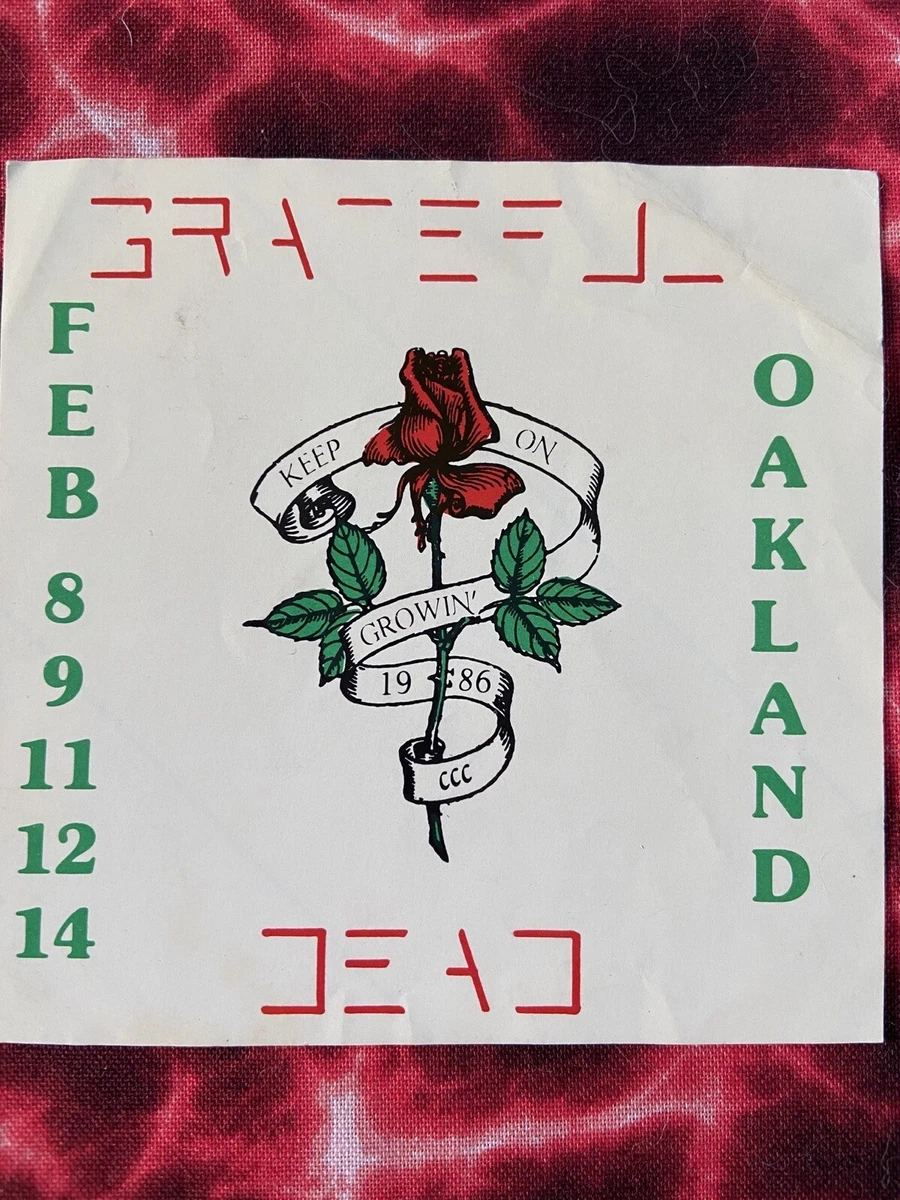 GRATEFUL
FEB
8
9
11
12
14
KEEP ON
GROWIN'
19 86
CCC
OAKLAND
DEAD